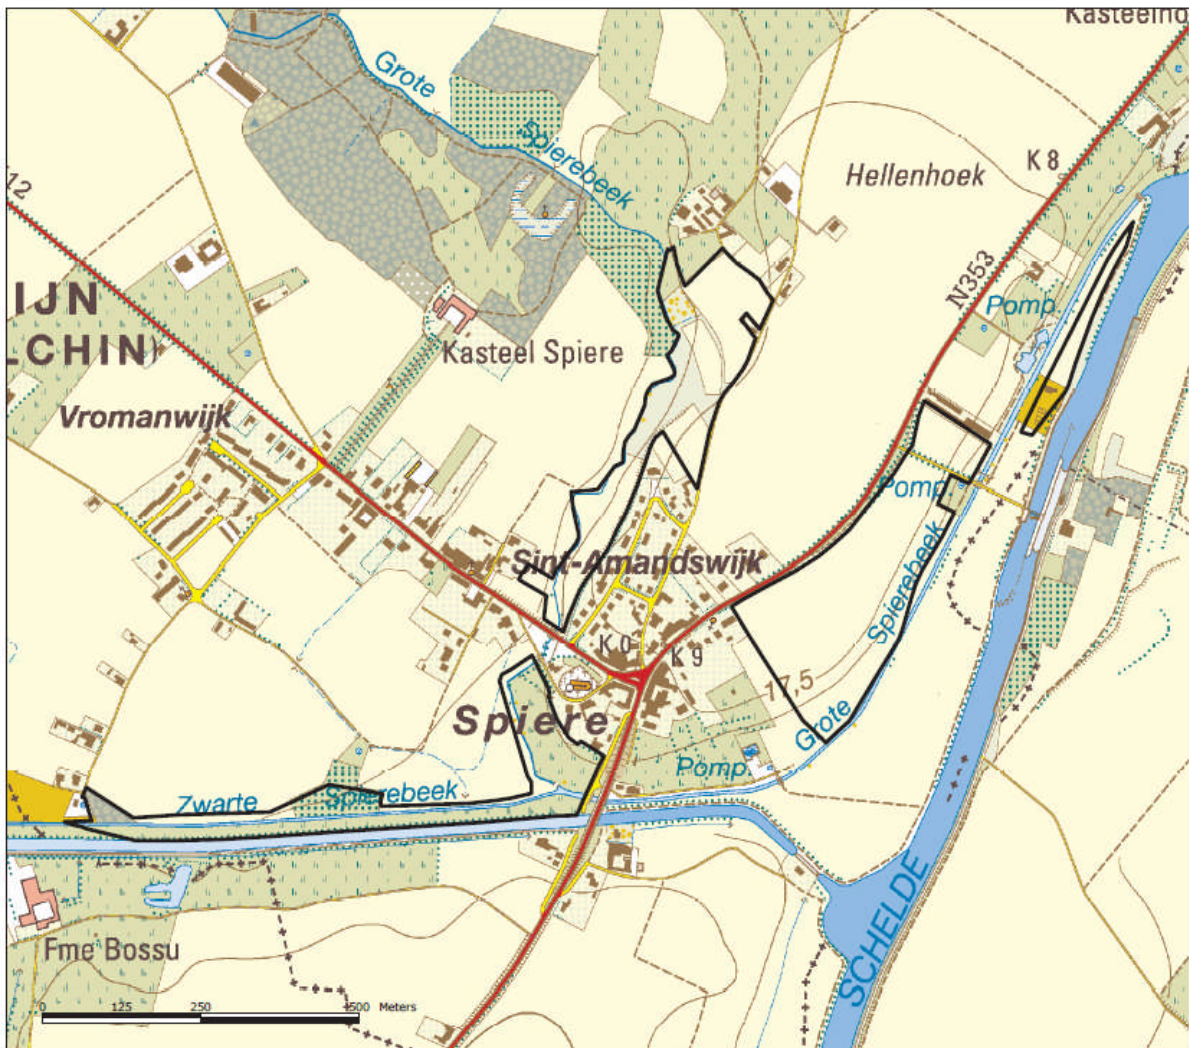 Kasteelho
Grote
Spierebeek
K 8
Hellenhoek
12
N353
IJN
Pomp.
LCHIN)
Kasteel Spiere
Vromanwijk
Pomp.
Sint-Amandswijk
Spierebeek
K 0
K 9
17,5
Spiere
Grote
Pomp.
Zwarte Spierebeek
SCHELDE
Fme Bossu
0 125 250 500 Meters